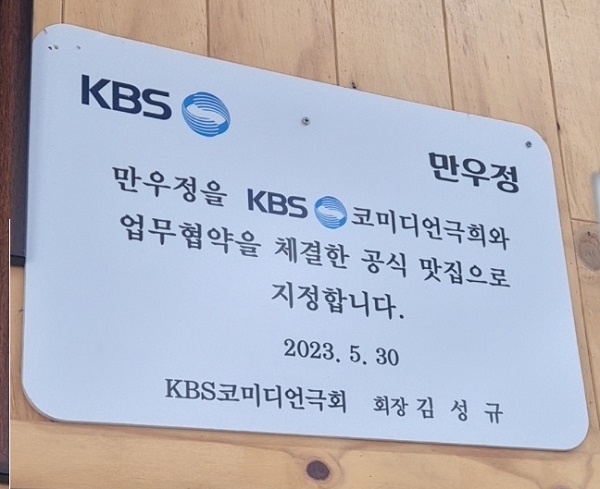 KBS
만우정
만우정을 KBS 코미디언극희와
업무협약을 체결한 공식 맛집으로
지정합니다.
2023. 5. 30
KBS코미디언극회 회장 김 성 규